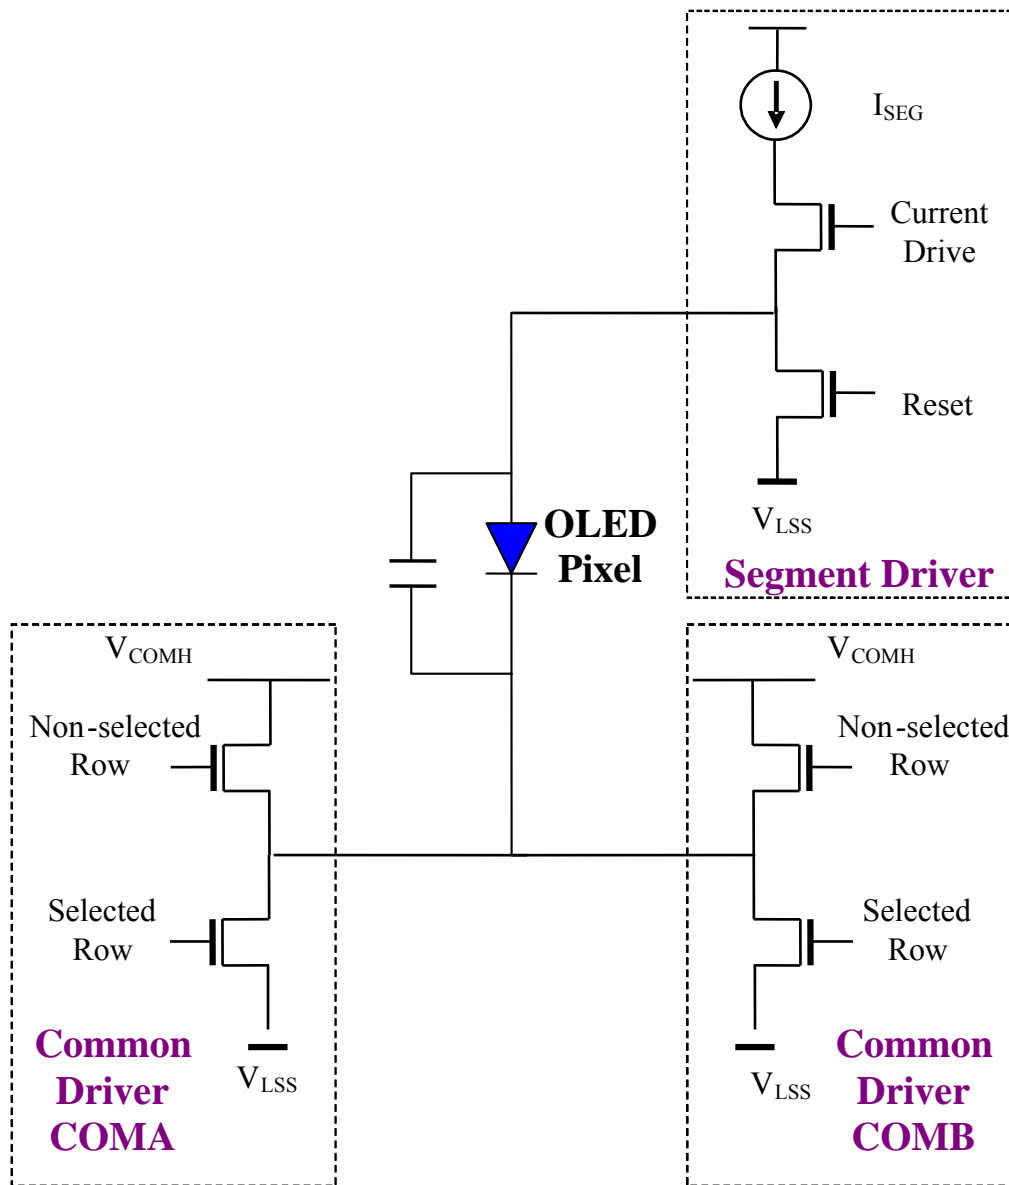 I_SEG
Current
Drive
Reset
V_LSS
Segment Driver
OLED
Pixel
V_COMH
Non-selected
Row
Selected
Row
V_LSS
Common
Driver
COMA
V_COMH
Non-selected
Row
Selected
Row
V_LSS
Common
Driver
COMB